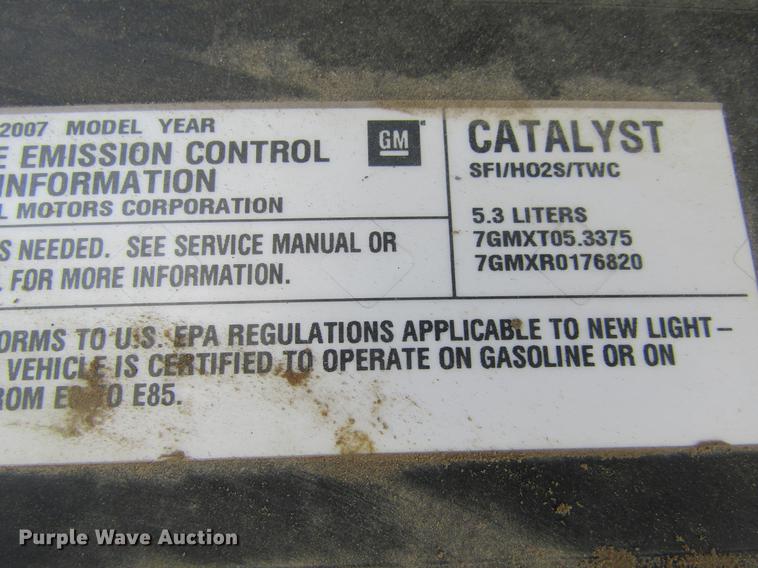 2007 MODEL YEAR
E EMISSION CONTROL
INFORMATION
L MOTORS CORPORATION
GM
CATALYST
SFI/HO2S/TWC
5.3 LITERS
7GMXT05.3375
7GMXR0176820
S NEEDED. SEE SERVICE MANUAL OR
L FOR MORE INFORMATION.
ORMS TO U.S. EPA REGULATIONS APPLICABLE TO NEW LIGHT–
VEHICLE IS CERTIFIED TO OPERATE ON GASOLINE OR ON
ROM E85.
Purple Wave Auction